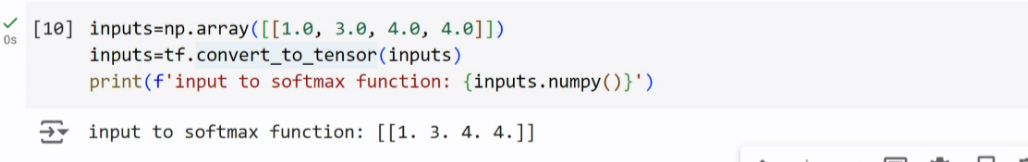 [10] inputs=np.array([[1.0, 3.0, 4.0, 4.0]])
0s
inputs=tf.convert_to_tensor(inputs)
print(f'input to softmax function: {inputs.numpy()}')
input to softmax function: [[1. 3. 4. 4.]]